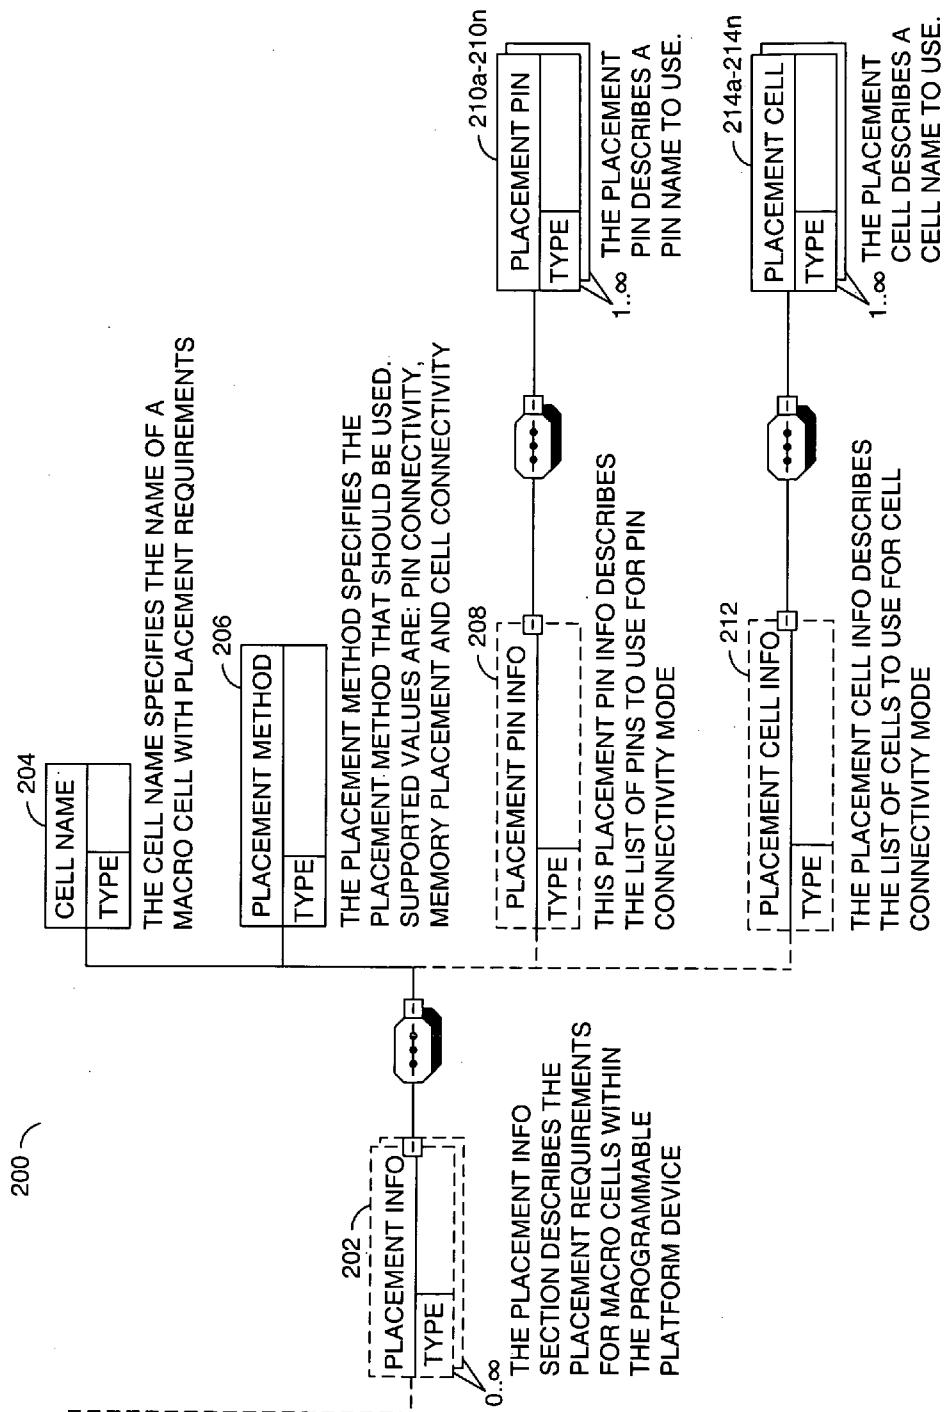 200
202
PLACEMENT INFO
TYPE
0..∞
THE PLACEMENT INFO
SECTION DESCRIBES THE
PLACEMENT REQUIREMENTS
FOR MACRO CELLS WITHIN
THE PROGRAMMABLE
PLATFORM DEVICE
204
CELL NAME
TYPE
THE CELL NAME SPECIFIES THE NAME OF A
MACRO CELL WITH PLACEMENT REQUIREMENTS
206
PLACEMENT METHOD
TYPE
THE PLACEMENT METHOD SPECIFIES THE
PLACEMENT METHOD THAT SHOULD BE USED.
SUPPORTED VALUES ARE: PIN CONNECTIVITY,
MEMORY PLACEMENT AND CELL CONNECTIVITY
208
PLACEMENT PIN INFO
TYPE
THIS PLACEMENT PIN INFO DESCRIBES
THE LIST OF PINS TO USE FOR PIN
CONNECTIVITY MODE
210a-210n
PLACEMENT PIN
TYPE
1..∞
THE PLACEMENT
PIN DESCRIBES A
PIN NAME TO USE.
212
PLACEMENT CELL INFO
TYPE
THE PLACEMENT CELL INFO DESCRIBES
THE LIST OF CELLS TO USE FOR CELL
CONNECTIVITY MODE
214a-214n
PLACEMENT CELL
TYPE
1..∞
THE PLACEMENT
CELL DESCRIBES A
CELL NAME TO USE.